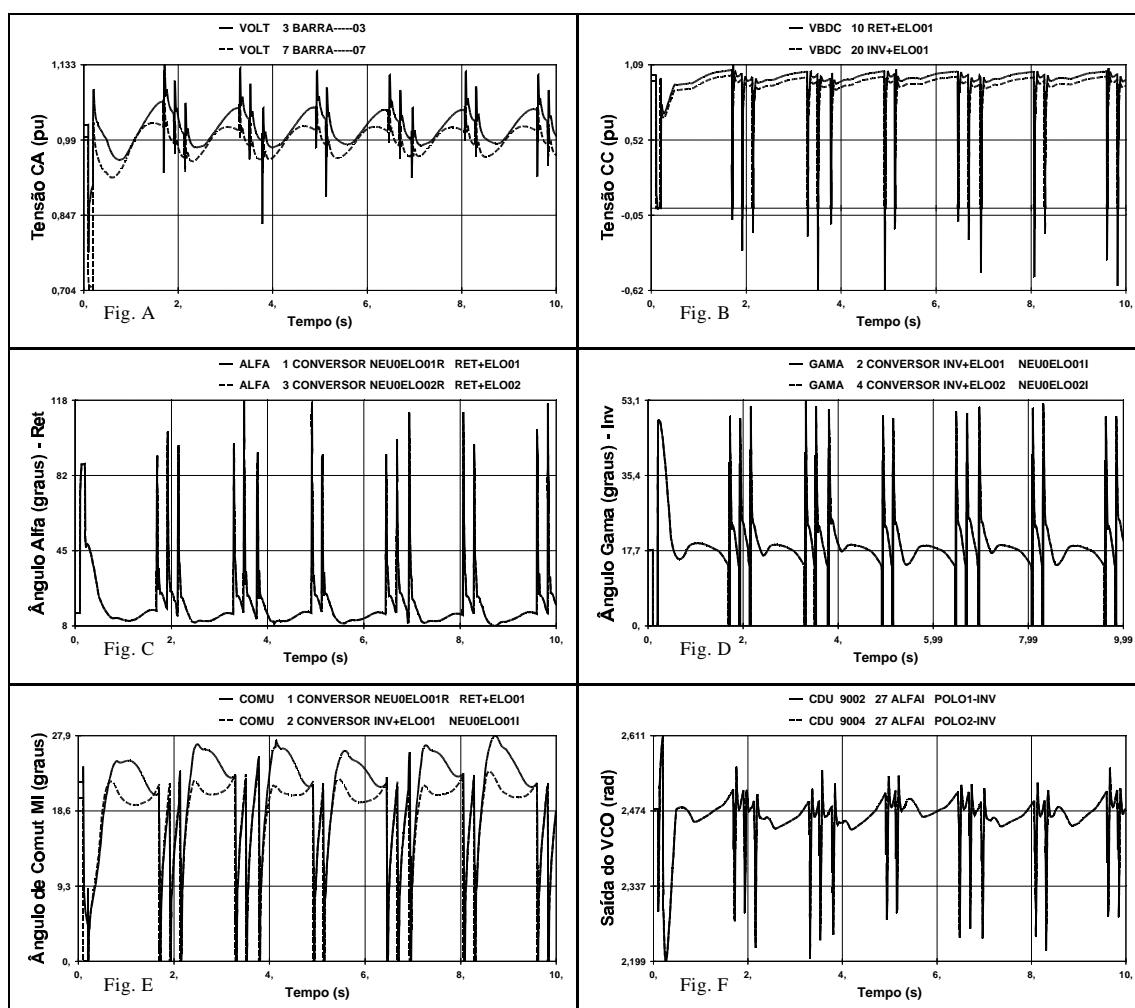 VOLT 3 BARRA-----03
VOLT 7 BARRA-----07
1,133
0,99
0,847
0,704
0, 2, 4, 6, 8, 10,
Tensão CA (pu)
Fig. A
Tempo (s)
VBDC 10 RET+ELO01
VBDC 20 INV+ELO01
1,09
0,52
-0,05
-0,62
0, 2, 4, 6, 8, 10,
Tensão CC (pu)
Fig. B
Tempo (s)
ALFA 1 CONVERSOR NEU0ELO01R RET+ELO01
ALFA 3 CONVERSOR NEU0ELO02R RET+ELO02
118
82
45
8
0, 2, 4, 6, 8, 10,
Ângulo Alfa (graus) - Ret
Fig. C
Tempo (s)
GAMA 2 CONVERSOR INV+ELO01 NEU0ELO01I
GAMA 4 CONVERSOR INV+ELO02 NEU0ELO02I
53,1
35,4
17,7
0,
0, 2, 4, 5,99 7,99 9,99
Ângulo Gama (graus) - Inv
Fig. D
Tempo (s)
COMU 1 CONVERSOR NEU0ELO01R RET+ELO01
COMU 2 CONVERSOR INV+ELO01 NEU0ELO01I
27,9
18,6
9,3
0,
0, 2, 4, 6, 8, 10,
Ângulo de Comut MI (graus)
Fig. E
Tempo (s)
CDU 9002 27 ALFAI POLO1-INV
CDU 9004 27 ALFAI POLO2-INV
2,611
2,474
2,337
2,199
0, 2, 4, 6, 8, 10,
Saída do VCO (rad)
Fig. F
Tempo (s)